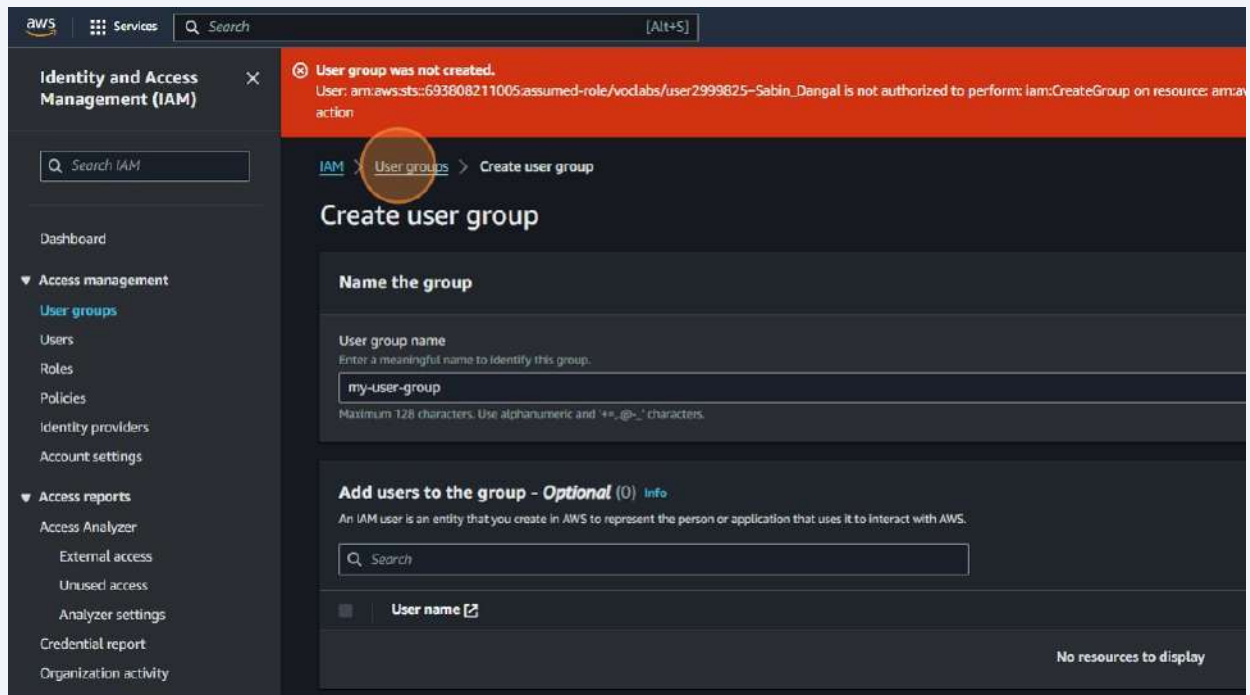 aws Services Search [Alt+S]
Identity and Access
Management (IAM)
Search IAM
Dashboard
Access management
User groups
Users
Roles
Policies
Identity providers
Account settings
Access reports
Access Analyzer
External access
Unused access
Analyzer settings
Credential report
Organization activity
User group was not created.
User: arn:aws:sts::693808211005:assumed-role/voclabs/user2999825=Sabin_Dangal is not authorized to perform: iam:CreateGroup on resource: arn:av
action
IAM > User groups > Create user group
Create user group
Name the group
User group name
Enter a meaningful name to identify this group.
my-user-group
Maximum 128 characters. Use alphanumeric and '+=,.@-_' characters.
Add users to the group - Optional (0) Info
An IAM user is an entity that you create in AWS to represent the person or application that uses it to interact with AWS.
Search
User name
No resources to display